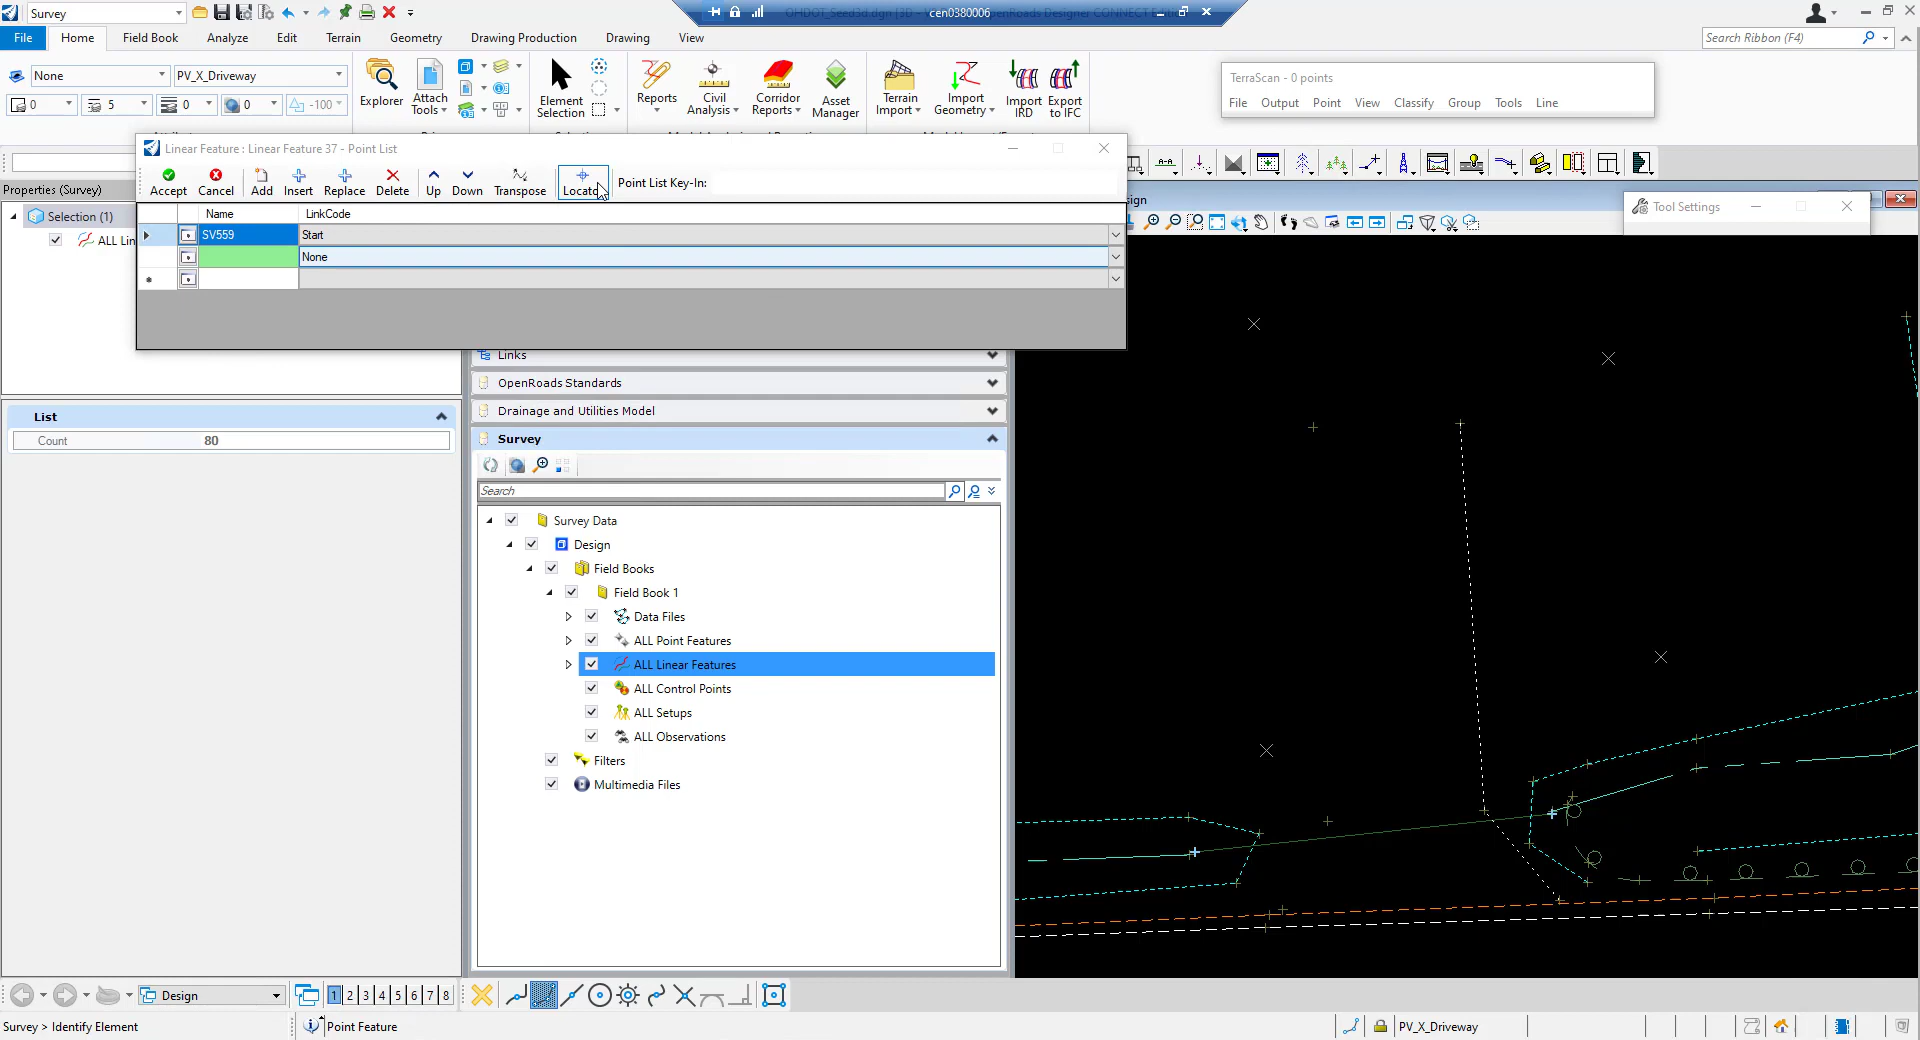 Survey
cen0380006
File Home Field Book Analyze Edit Terrain Geometry Drawing Production Drawing View
Search Ribbon (F4)
None PV_X_Driveway
0 5 0 0 -100
Explorer
Attach
Tools
Element
Selection
Reports
Civil
Analysis
Corridor
Reports
Asset
Manager
Terrain
Import
Import
Geometry
Import
IRD
Export
to IFC
TerraScan - 0 points
File Output Point View Classify Group Tools Line
Linear Feature : Linear Feature 37 - Point List
Accept Cancel Add Insert Replace Delete Up Down Transpose Locate Point List Key-In:
Name LinkCode
SV559 Start
None
Properties (Survey)
Selection (1)
ALL Lin
Tool Settings
List
Count 80
Links
OpenRoads Standards
Drainage and Utilities Model
Survey
Search
Survey Data
Design
Field Books
Field Book 1
Data Files
ALL Point Features
ALL Linear Features
ALL Control Points
ALL Setups
ALL Observations
Filters
Multimedia Files
Design
1 2 3 4 5 6 7 8
Survey > Identify Element
Point Feature
PV_X_Driveway